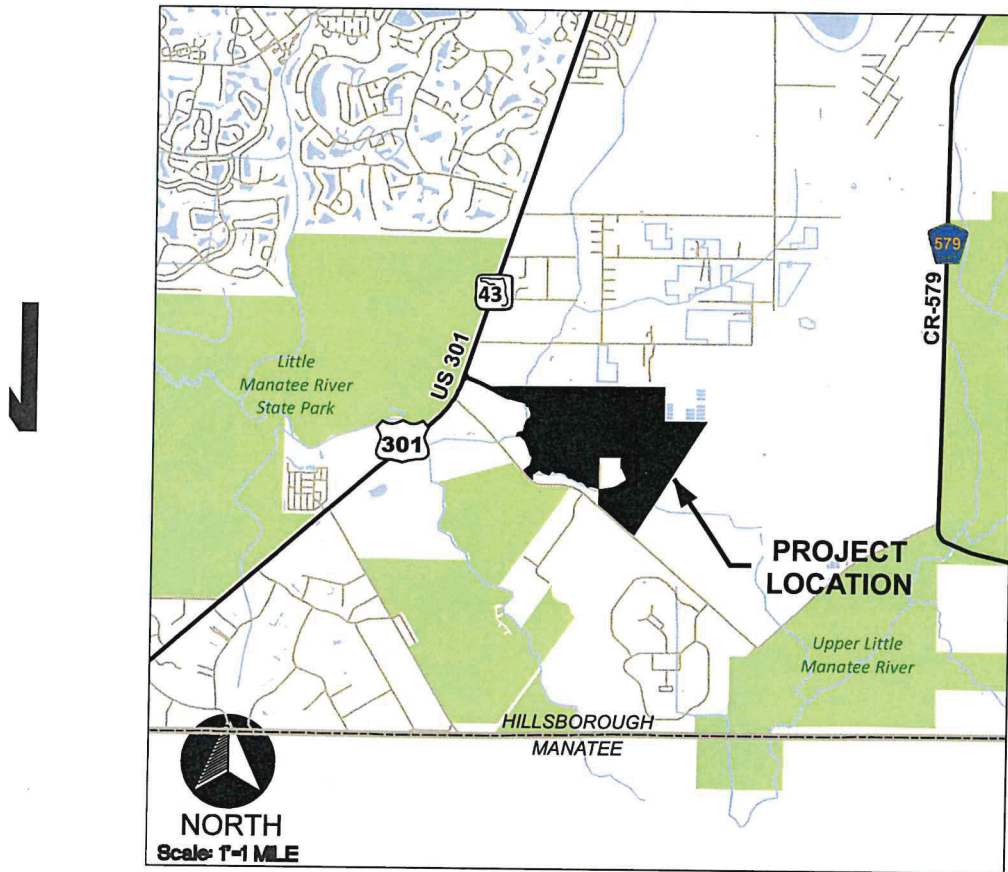 579
43
CR-579
US 301
Little
Manatee River
State Park
301
PROJECT
LOCATION
Upper Little
Manatee River
HILLSBOROUGH
MANATEE
NORTH
Scale: 1"=1 MILE